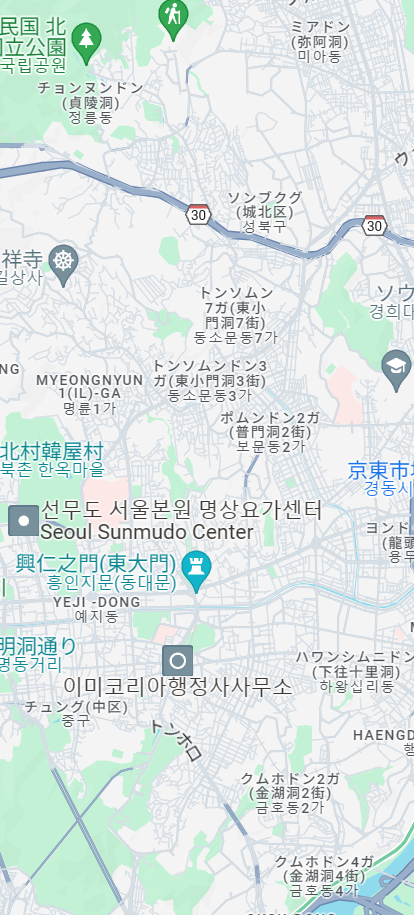 民国 北
国立公園
국립공원
ミアドン
(弥阿洞)
미아동
チョンヌンドン
(貞陵洞)
정릉동
30
ソンブクグ
(城北区)
성북구
30
祥寺
길상사
ソウ
경희대
トンソムン
7ガ(東小
門洞7街)
동소문동7가
NG
MYEONGNYUN
1(IL)-GA
명륜1가
トンソムンドン3
ガ(東小門洞3街)
동소문동3가
ポムンドン2ガ
(普門洞2街)
보문동2가
北村韓屋村
북촌 한옥마을
京東市場
경동시
선무도 서울본원 명상요가센터
Seoul Sunmudo Center
ヨンド
(龍頭
용두
興仁之門(東大門)
흥인지문(동대문)
YEJI -DONG
예지동
明洞通り
명동거리
ハワンシムニドン
(下往十里洞)
하왕십리동
이미코리아행정사사무소
チュング(中区)
중구
トンホロ
HAENGD
행
クムホドン2ガ
(金湖洞2街)
금호동2가
クムホドン4ガ
(金湖洞4街)
금호동4가